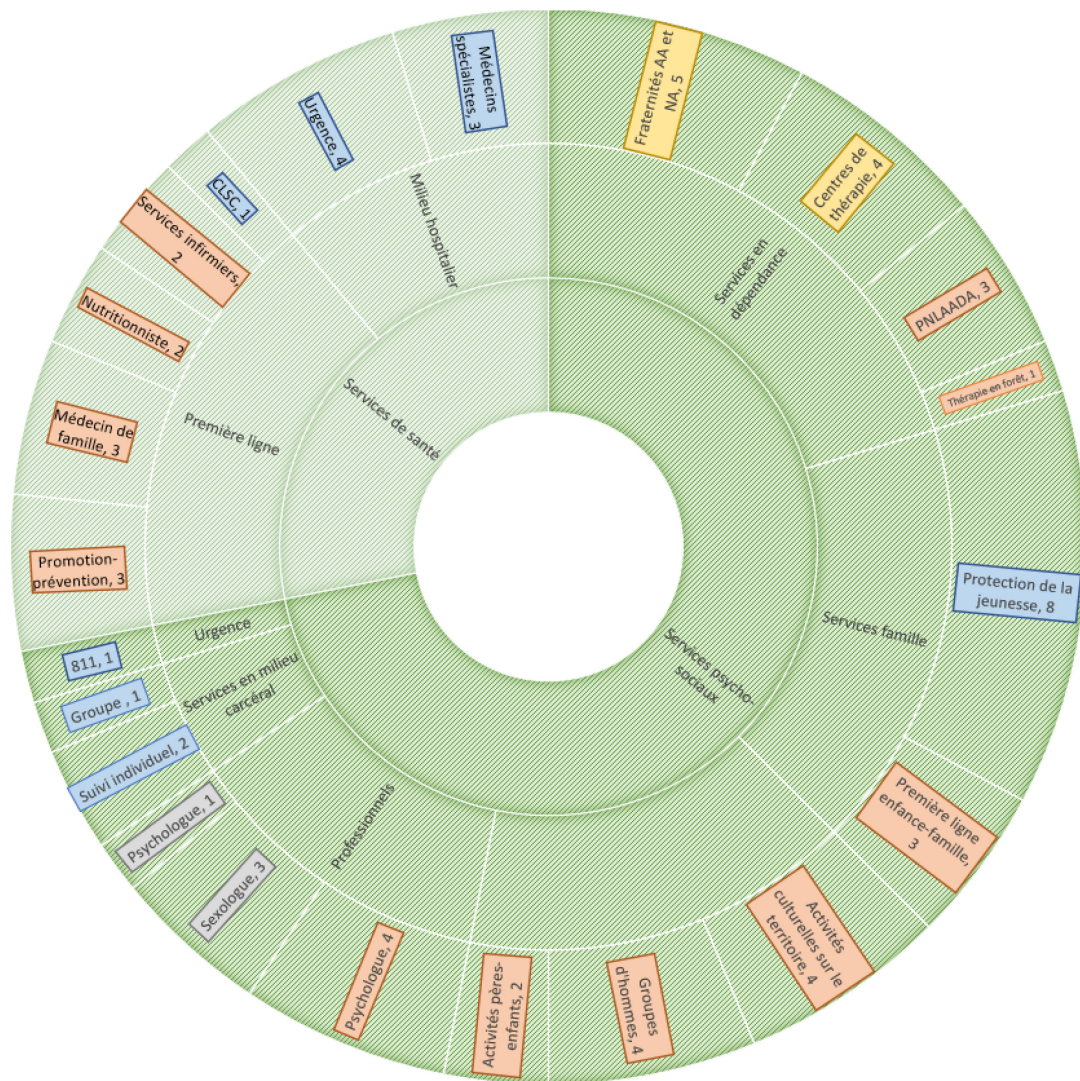 Fraternités AA et
NA, 5
Centres de
thérapie, 4
PNLAADA, 3
Thérapie en forêt, 1
Protection de la
jeunesse, 8
Première ligne
enfance-famille,
3
Activités
culturelles sur le
territoire, 4
Groupes
d'hommes, 4
Activités pères-
enfants, 2
Psychologue, 4
Sexologue, 3
Psychologue, 1
Suivi individuel, 2
Groupe , 1
811, 1
Promotion-
prévention, 3
Médecin de
famille, 3
Nutritionniste, 2
Services infirmiers,
2
CLSC, 1
Urgence, 4
Médecins
spécialistes, 3
Services en
dépendance
Services famille
Professionnels
Services en milieu
carcéral
Urgence
Première ligne
Milieu hospitalier
Services psycho-
sociaux
Services de santé